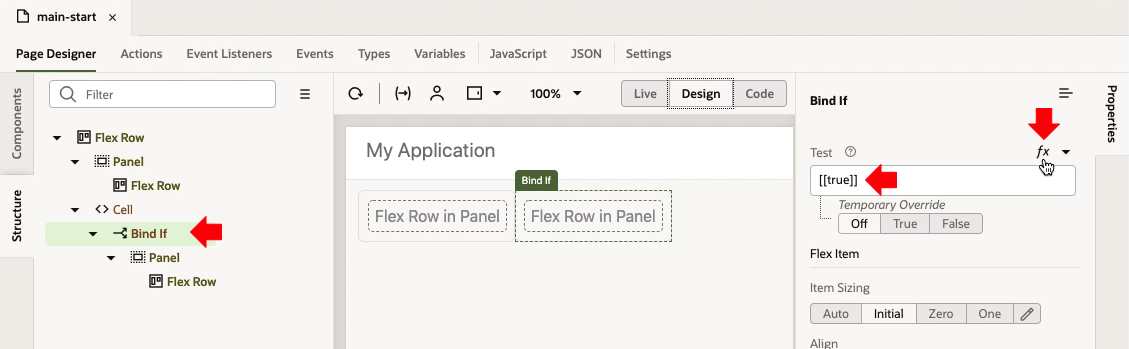 main-start ×
Page Designer Actions Event Listeners Events Types Variables JavaScript JSON Settings
Components
Structure
Filter
Flex Row
Panel
Flex Row
<> Cell
Bind If
Panel
Flex Row
100% Live Design Code
My Application
Bind If
Flex Row in Panel Flex Row in Panel
Properties
Bind If
Test ? fx
[[true]]
Temporary Override
Off True False
Flex Item
Item Sizing
Auto Initial Zero One
Align